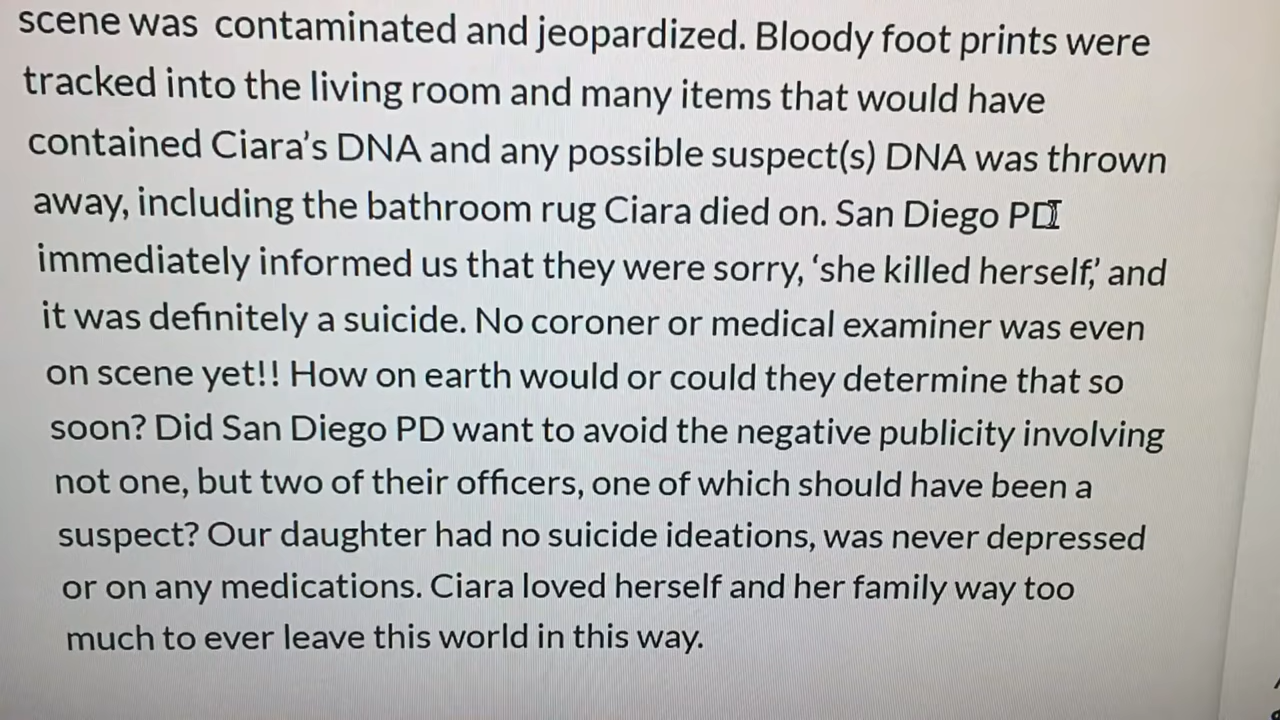 scene was contaminated and jeopardized. Bloody foot prints were
tracked into the living room and many items that would have
contained Ciara's DNA and any possible suspect(s) DNA was thrown
away, including the bathroom rug Ciara died on. San Diego PD
immediately informed us that they were sorry, 'she killed herself,' and
it was definitely a suicide. No coroner or medical examiner was even
on scene yet!! How on earth would or could they determine that so
soon? Did San Diego PD want to avoid the negative publicity involving
not one, but two of their officers, one of which should have been a
suspect? Our daughter had no suicide ideations, was never depressed
or on any medications. Ciara loved herself and her family way too
much to ever leave this world in this way.